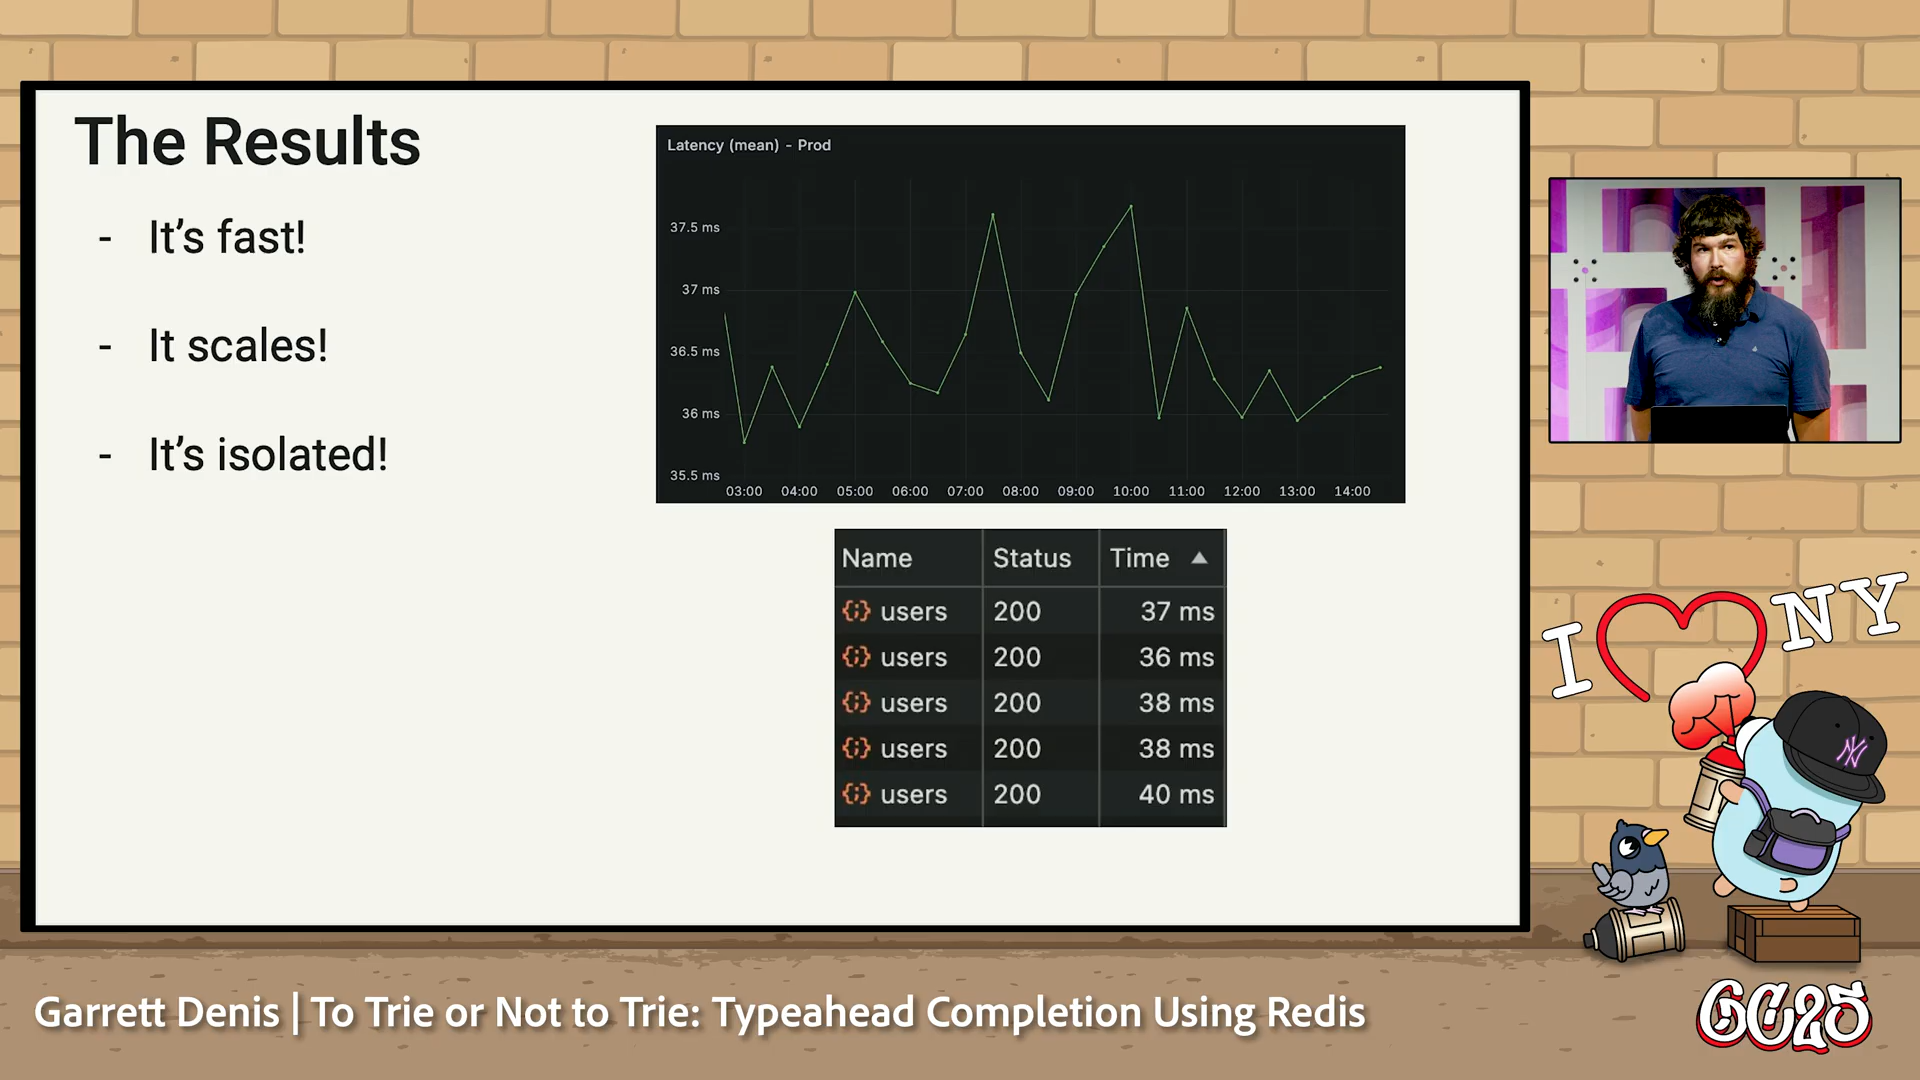 The Results
- It’s fast!
- It scales!
- It’s isolated!
Latency (mean) - Prod
37.5 ms
37 ms
36.5 ms
36 ms
35.5 ms
03:00 04:00 05:00 06:00 07:00 08:00 09:00 10:00 11:00 12:00 13:00 14:00
Name Status Time ▲
{;} users 200 37 ms
{;} users 200 36 ms
{;} users 200 38 ms
{;} users 200 38 ms
{;} users 200 40 ms
I NY
NY
Garrett Denis | To Trie or Not to Trie: Typeahead Completion Using Redis
GC25